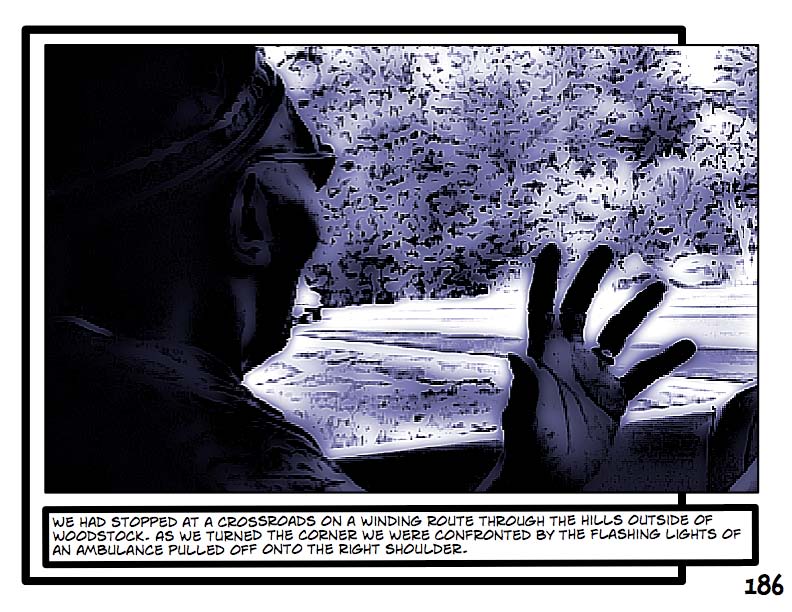 WE HAD STOPPED AT A CROSSROADS ON A WINDING ROUTE THROUGH THE HILLS OUTSIDE OF
WOODSTOCK. AS WE TURNED THE CORNER WE WERE CONFRONTED BY THE FLASHING LIGHTS OF
AN AMBULANCE PULLED OFF ONTO THE RIGHT SHOULDER.
186